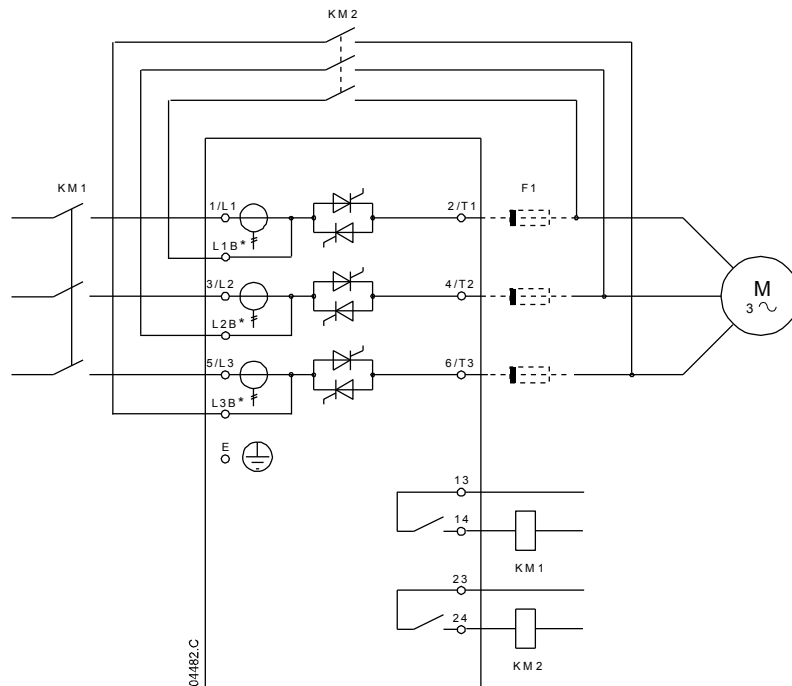 KM2
KM1
F1
1/L1
2/T1
L1B*
3/L2
4/T2
M
3
L2B*
5/L3
6/T3
L3B*
E
13
14
KM1
23
24
KM2
04482.C